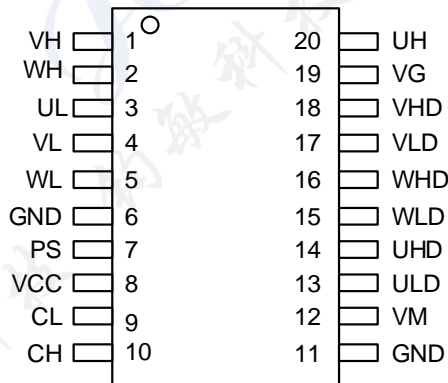 VH 1 20 UH
WH 2 19 VG
UL 3 18 VHD
VL 4 17 VLD
WL 5 16 WHD
GND 6 15 WLD
PS 7 14 UHD
VCC 8 13 ULD
CL 9 12 VM
CH 10 11 GND